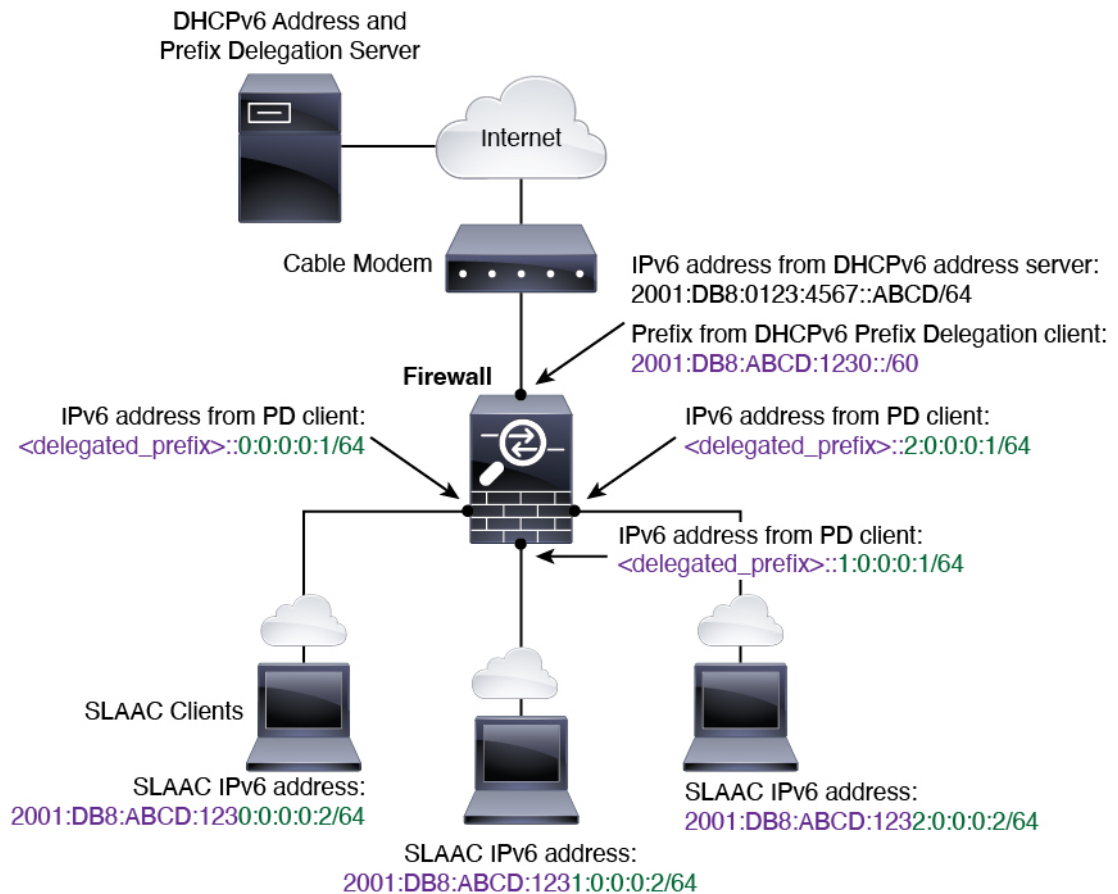 DHCPv6 Address and
Prefix Delegation Server
Internet
Cable Modem
IPv6 address from DHCPv6 address server:
2001:DB8:0123:4567::ABCD/64
Prefix from DHCPv6 Prefix Delegation client:
2001:DB8:ABCD:1230::/60
Firewall
IPv6 address from PD client:
<delegated_prefix>::0:0:0:0:1/64
IPv6 address from PD client:
<delegated_prefix>::2:0:0:0:1/64
IPv6 address from PD client:
<delegated_prefix>::1:0:0:0:1/64
SLAAC Clients
SLAAC IPv6 address:
2001:DB8:ABCD:1230:0:0:0:2/64
SLAAC IPv6 address:
2001:DB8:ABCD:1231:0:0:0:2/64
SLAAC IPv6 address:
2001:DB8:ABCD:1232:0:0:0:2/64